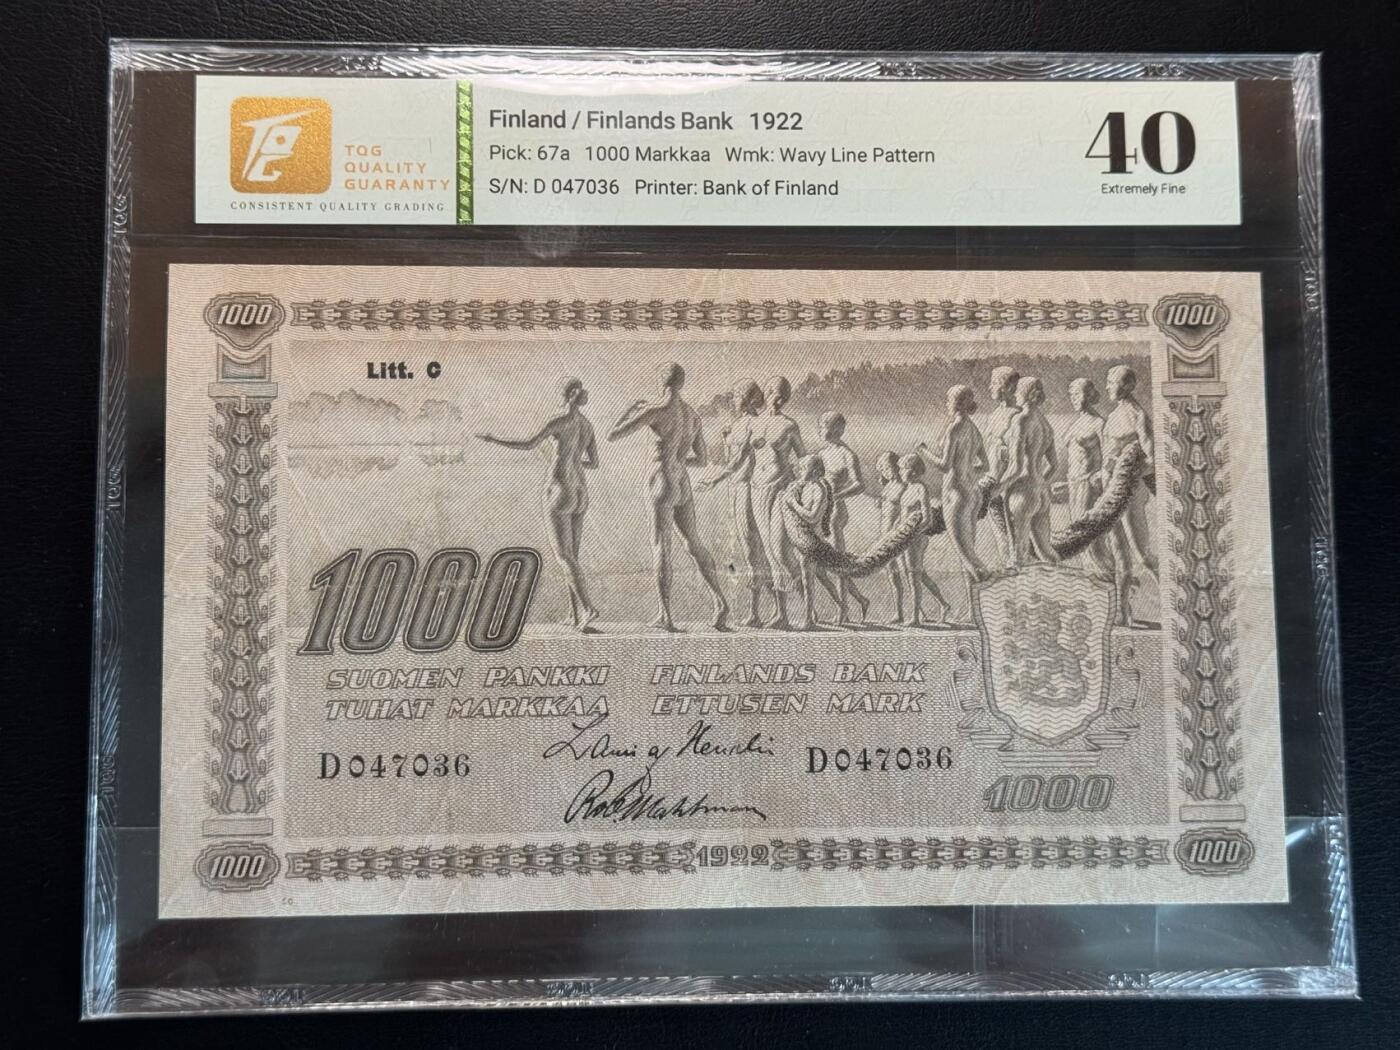 TQG
QUALITY
GUARANTY
CONSISTENT QUALITY GRADING
Finland / Finlands Bank 1922
Pick: 67a 1000 Markkaa Wmk: Wavy Line Pattern
S/N: D 047036 Printer: Bank of Finland
40
Extremely Fine
1000 1000
Litt. C
1000
SUOMEN PANKKI FINLANDS BANK
TUHAT MARKKAA ETTUSEN MARK
D047036 D047036
1000
1000 1922 1000